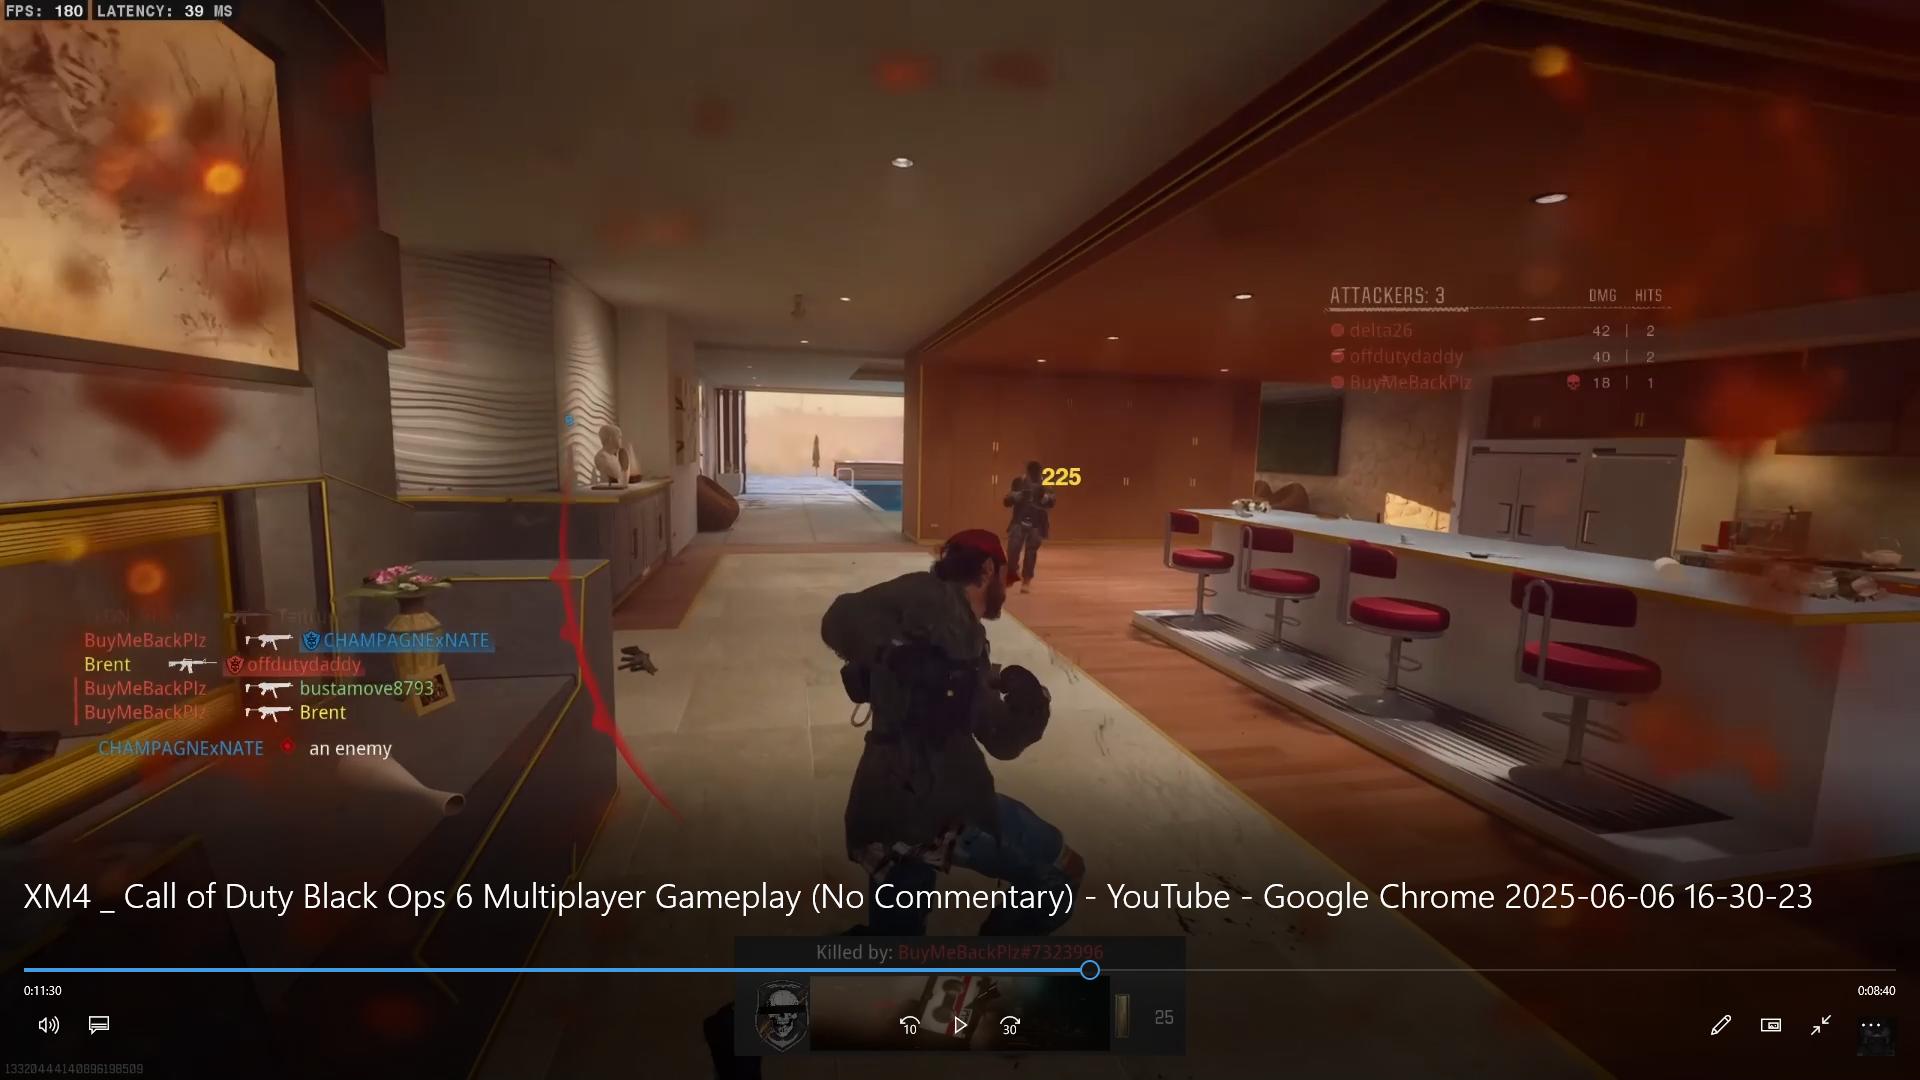 FPS: 180 LATENCY: 39 MS
ATTACKERS: 3 DMG HITS
delta26 42 | 2
offdutydaddy 40 | 2
BuyMeBackPlz 18 | 1
225
BuyMeBackPlz CHAMPAGNExNATE
Brent offdutydaddy
BuyMeBackPlz bustamove8793
BuyMeBackPlz Brent
CHAMPAGNExNATE an enemy
XM4 _ Call of Duty Black Ops 6 Multiplayer Gameplay (No Commentary) - YouTube - Google Chrome 2025-06-06 16-30-23
Killed by: BuyMeBackPlz#7323996
0:11:30 0:08:40
10 30 25
13320444140896198509